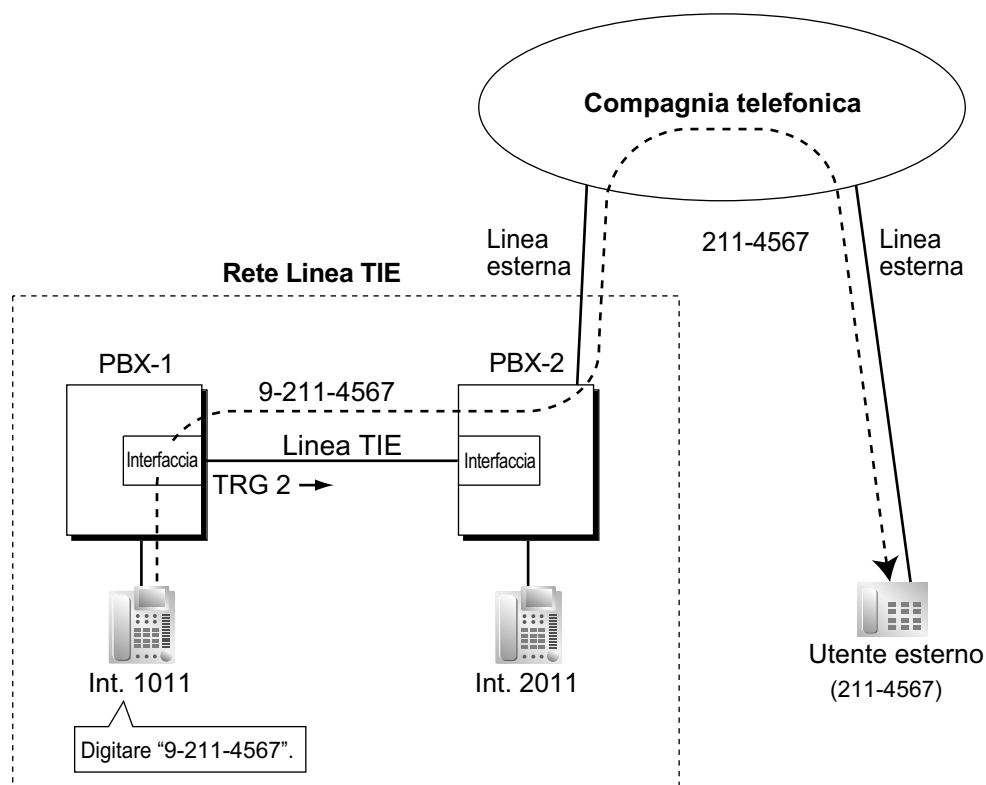 Compagnia telefonica
Linea
esterna
211-4567
Linea
esterna
Rete Linea TIE
PBX-1
PBX-2
9-211-4567
Interfaccia
Linea TIE
Interfaccia
TRG 2
Int. 1011
Int. 2011
Utente esterno
(211-4567)
Digitare “9-211-4567”.